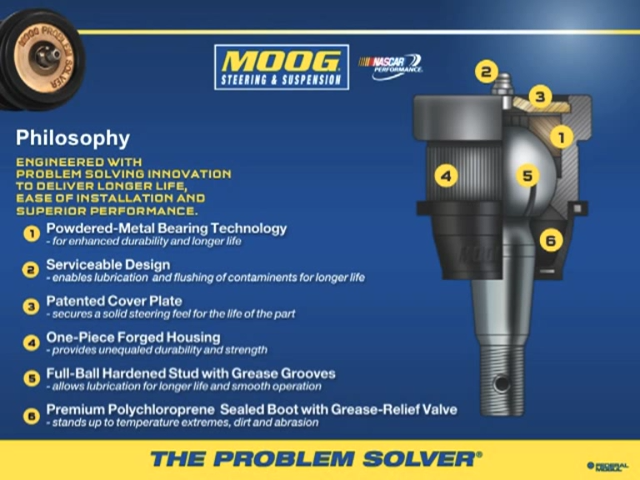 MOOG PROBLEM SOLVER
MOOG
STEERING & SUSPENSION
NASCAR
PERFORMANCE
Philosophy
ENGINEERED WITH
PROBLEM SOLVING INNOVATION
TO DELIVER LONGER LIFE,
EASE OF INSTALLATION AND
SUPERIOR PERFORMANCE.
1 Powdered-Metal Bearing Technology
- for enhanced durability and longer life
2 Serviceable Design
- enables lubrication and flushing of contaminents for longer life
3 Patented Cover Plate
- secures a solid steering feel for the life of the part
4 One-Piece Forged Housing
- provides unequaled durability and strength
5 Full-Ball Hardened Stud with Grease Grooves
- allows lubrication for longer life and smooth operation
6 Premium Polychloroprene Sealed Boot with Grease-Relief Valve
- stands up to temperature extremes, dirt and abrasion
2
3
1
4
5
6
MOOG
THE PROBLEM SOLVER®
FEDERAL
MOGUL